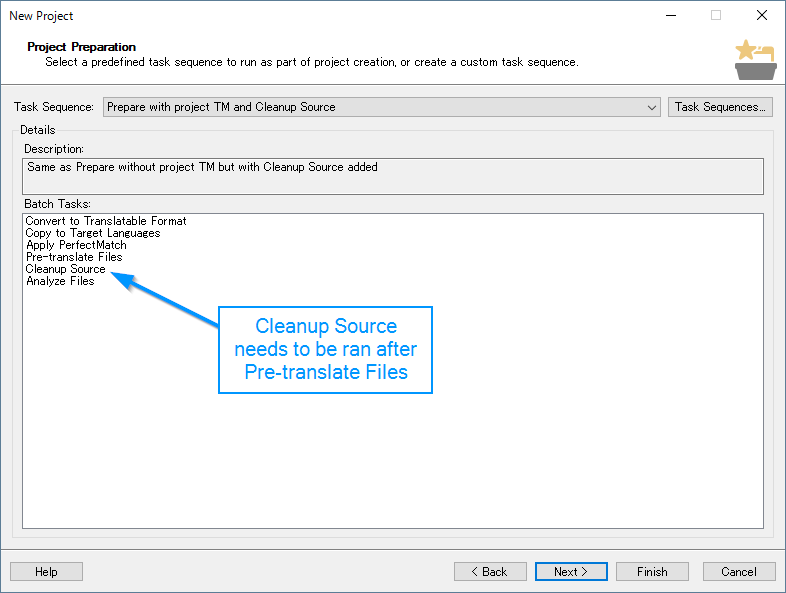 New Project
Project Preparation
Select a predefined task sequence to run as part of project creation, or create a custom task sequence.
Task Sequence: Prepare with project TM and Cleanup Source Task Sequences...
Details
Description:
Same as Prepare without project TM but with Cleanup Source added
Batch Tasks:
Convert to Translatable Format
Copy to Target Languages
Apply PerfectMatch
Pre-translate Files
Cleanup Source
Analyze Files
Cleanup Source
needs to be ran after
Pre-translate Files
Help < Back Next > Finish Cancel